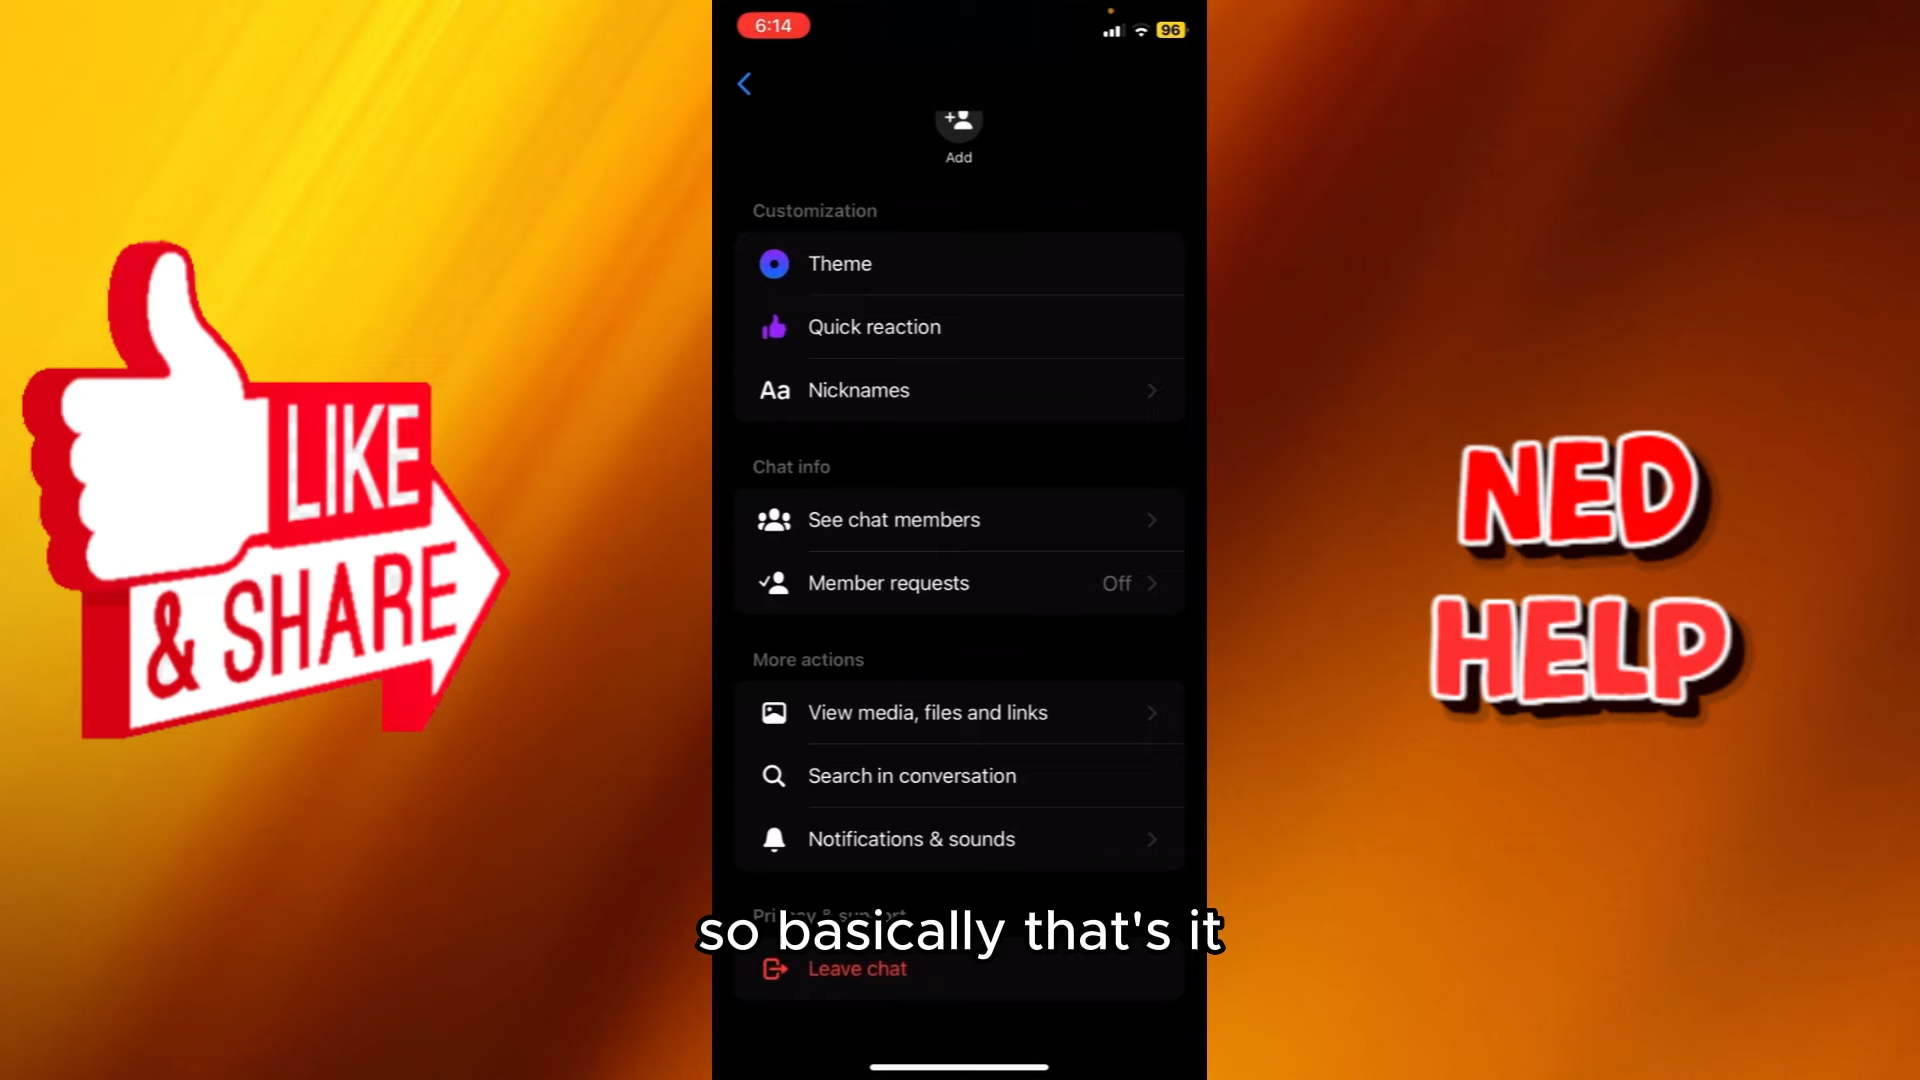 6:14
96
Add
Customization
Theme
Quick reaction
Aa Nicknames
Chat info
See chat members
Member requests Off
More actions
View media, files and links
Search in conversation
Notifications & sounds
Privacy & support
so basically that's it
Leave chat
LIKE
& SHARE
NED
HELP